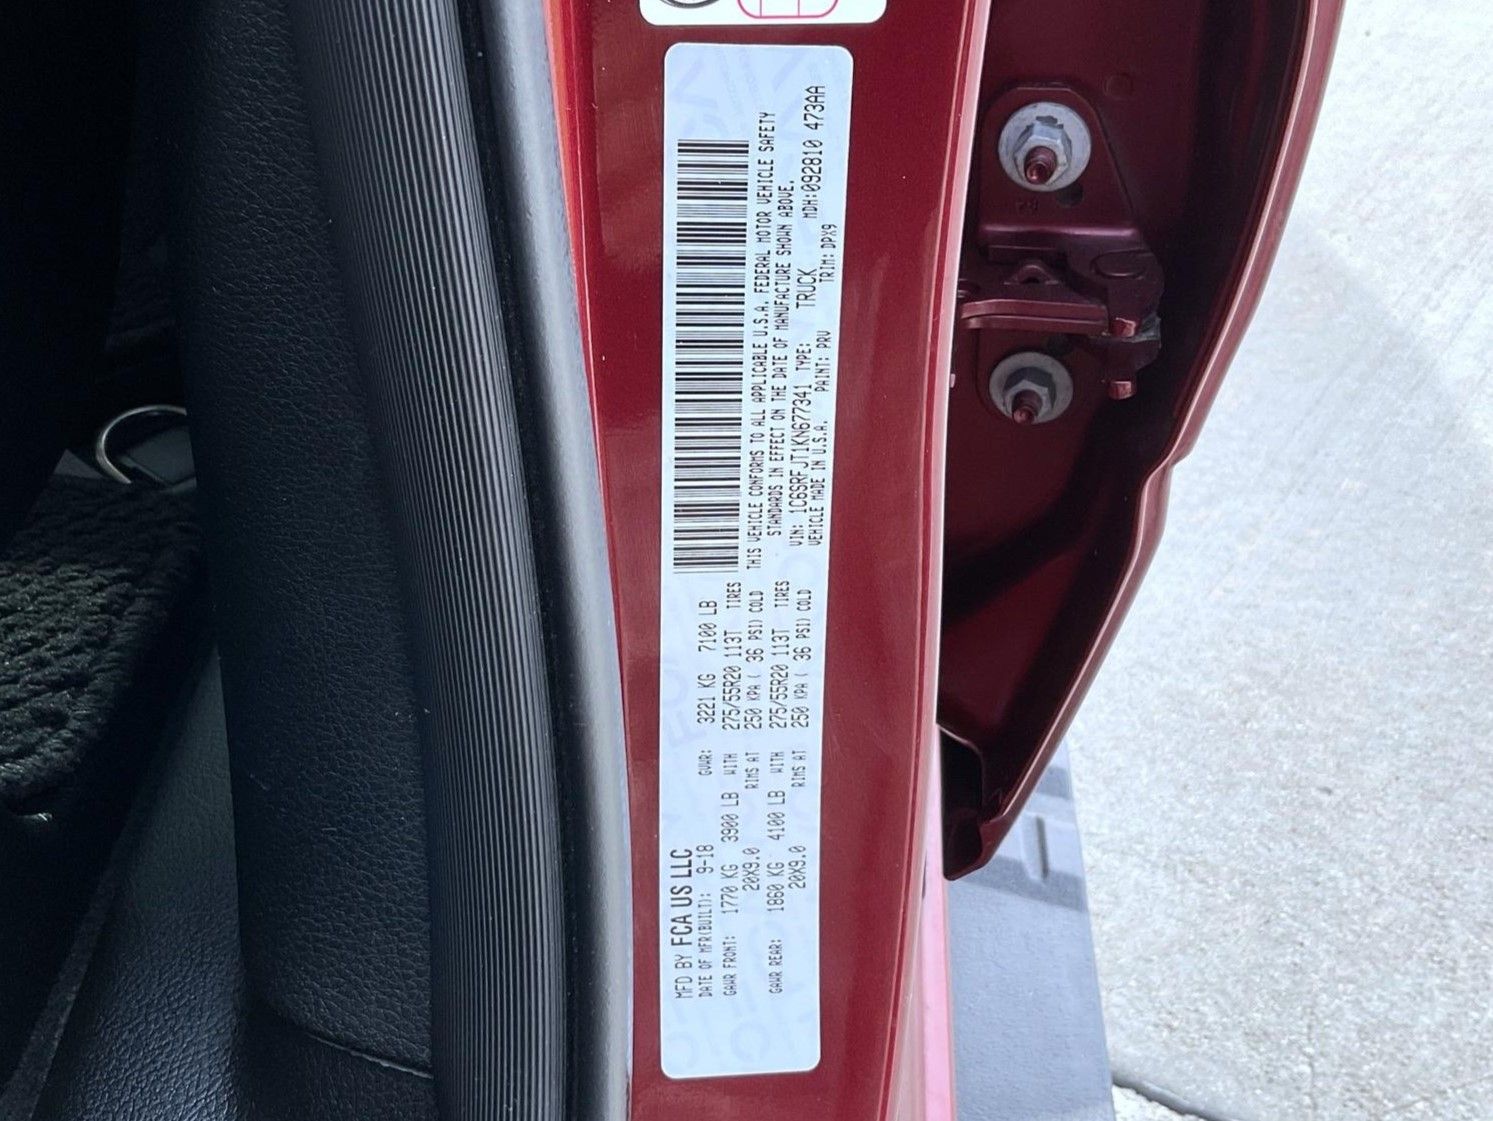 MFD BY FCA US LLC
DATE OF MFR(BUILT): 9-18 GVWR: 3221 KG 7100 LB
GAWR FRONT: 1770 KG 3900 LB WITH 275/55R20 113T TIRES
20X9.0 RIMS AT 250 KPA ( 36 PSI) COLD
GAWR REAR: 1860 KG 4100 LB WITH 275/55R20 113T TIRES
20X9.0 RIMS AT 250 KPA ( 36 PSI) COLD
THIS VEHICLE CONFORMS TO ALL APPLICABLE U.S.A. FEDERAL MOTOR VEHICLE SAFETY
STANDARDS IN EFFECT ON THE DATE OF MANUFACTURE SHOWN ABOVE.
VIN: 1C6SRFJT1KN677341 TYPE: TRUCK MDH:092810 473AA
VEHICLE MADE IN U.S.A. PAINT: PRV TRIM: DPX9